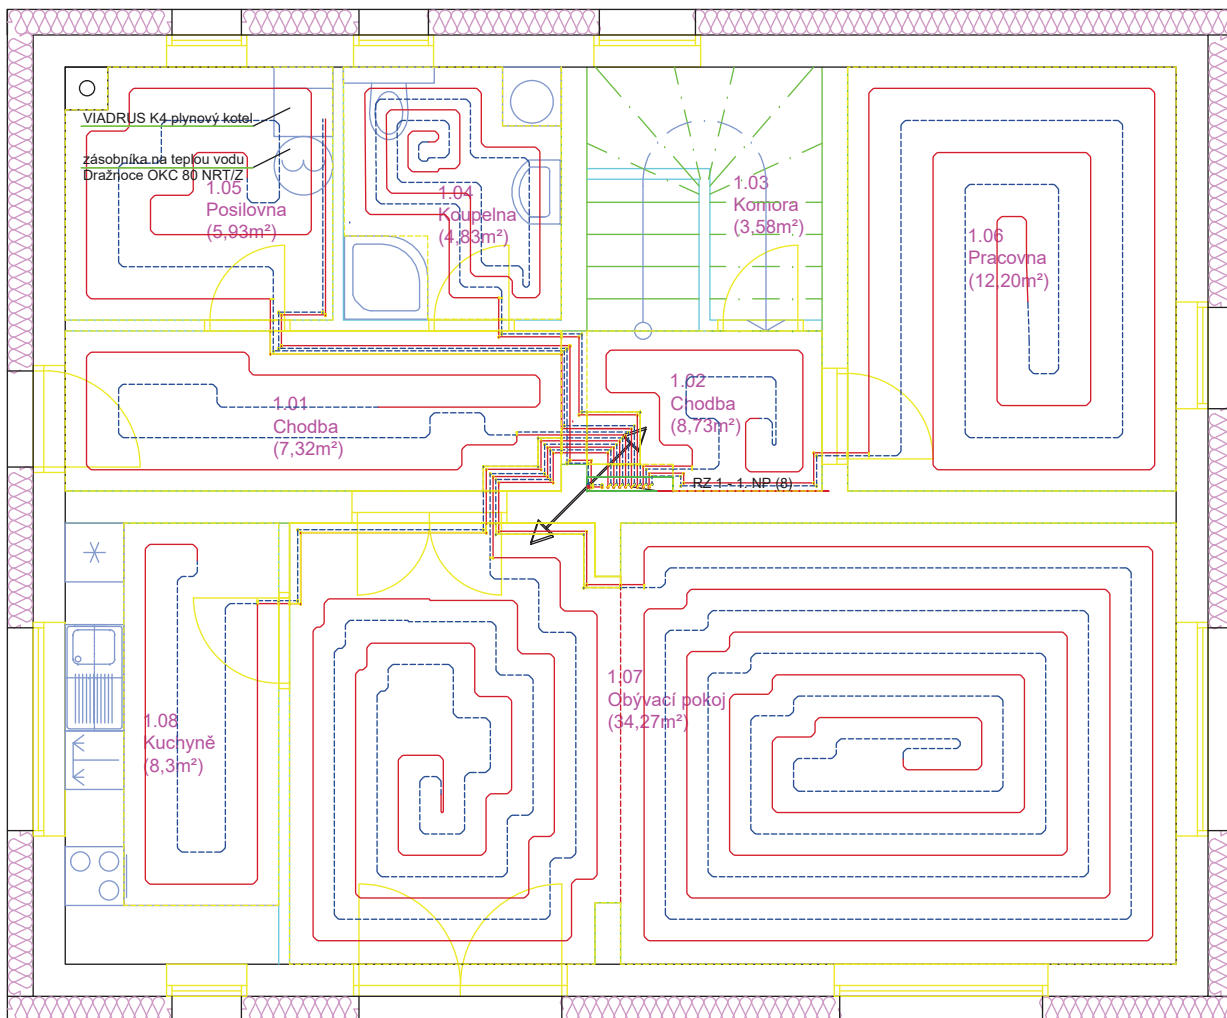 VIADRUS K4 plynový kotel
zásobníka na teplou vodu
Dražnoce OKC 80 NRT/Z
1.05
Posilovna
(5,93m²)
1.04
Koupelna
(4,83m²)
1.03
Komora
(3,58m²)
1.06
Pracovna
(12,20m²)
1.01
Chodba
(7,32m²)
1.02
Chodba
(8,73m²)
RZ 1 - 1. NP (8)
1.07
Obývací pokoj
(34,27m²)
1.08
Kuchyně
(8,3m²)